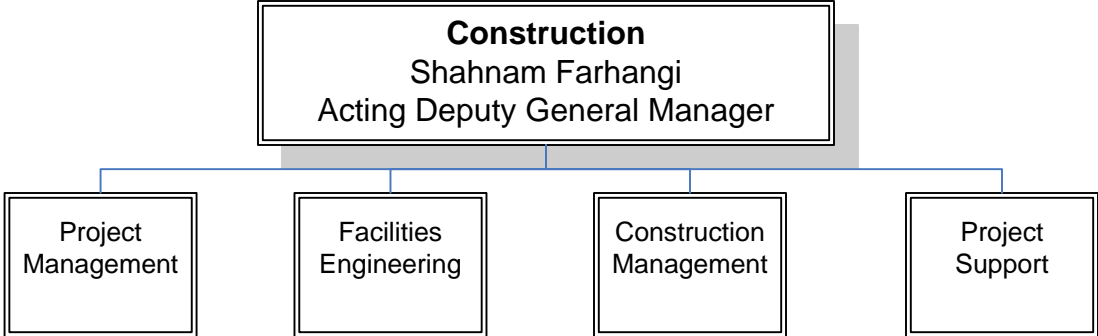 Construction
Shahnam Farhangi
Acting Deputy General Manager
Project
Management
Facilities
Engineering
Construction
Management
Project
Support